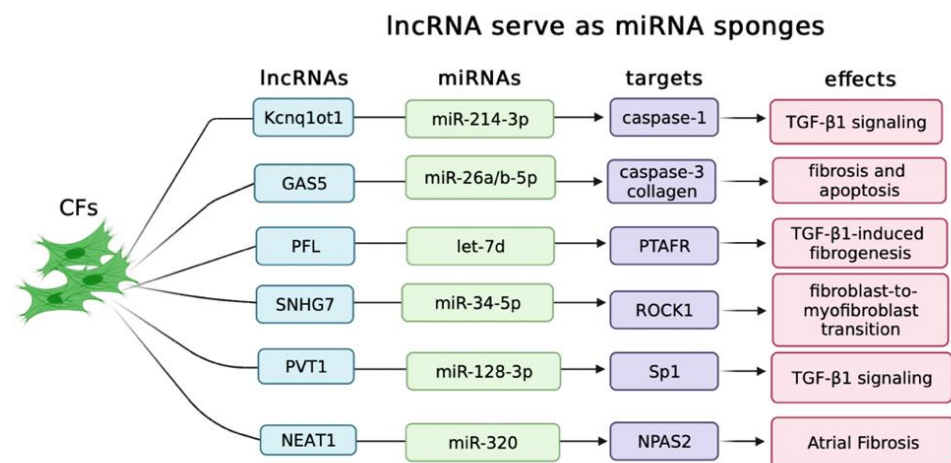 lncRNA serve as miRNA sponges
lncRNAs miRNAs targets effects
Kcnq1ot1 miR-214-3p caspase-1 TGF-β1 signaling
GAS5 miR-26a/b-5p caspase-3
collagen
fibrosis and
apoptosis
CFs
PFL let-7d PTAFR TGF-β1-induced
fibrogenesis
SNHG7 miR-34-5p ROCK1 fibroblast-to-
myofibroblast
transition
PVT1 miR-128-3p Sp1 TGF-β1 signaling
NEAT1 miR-320 NPAS2 Atrial Fibrosis